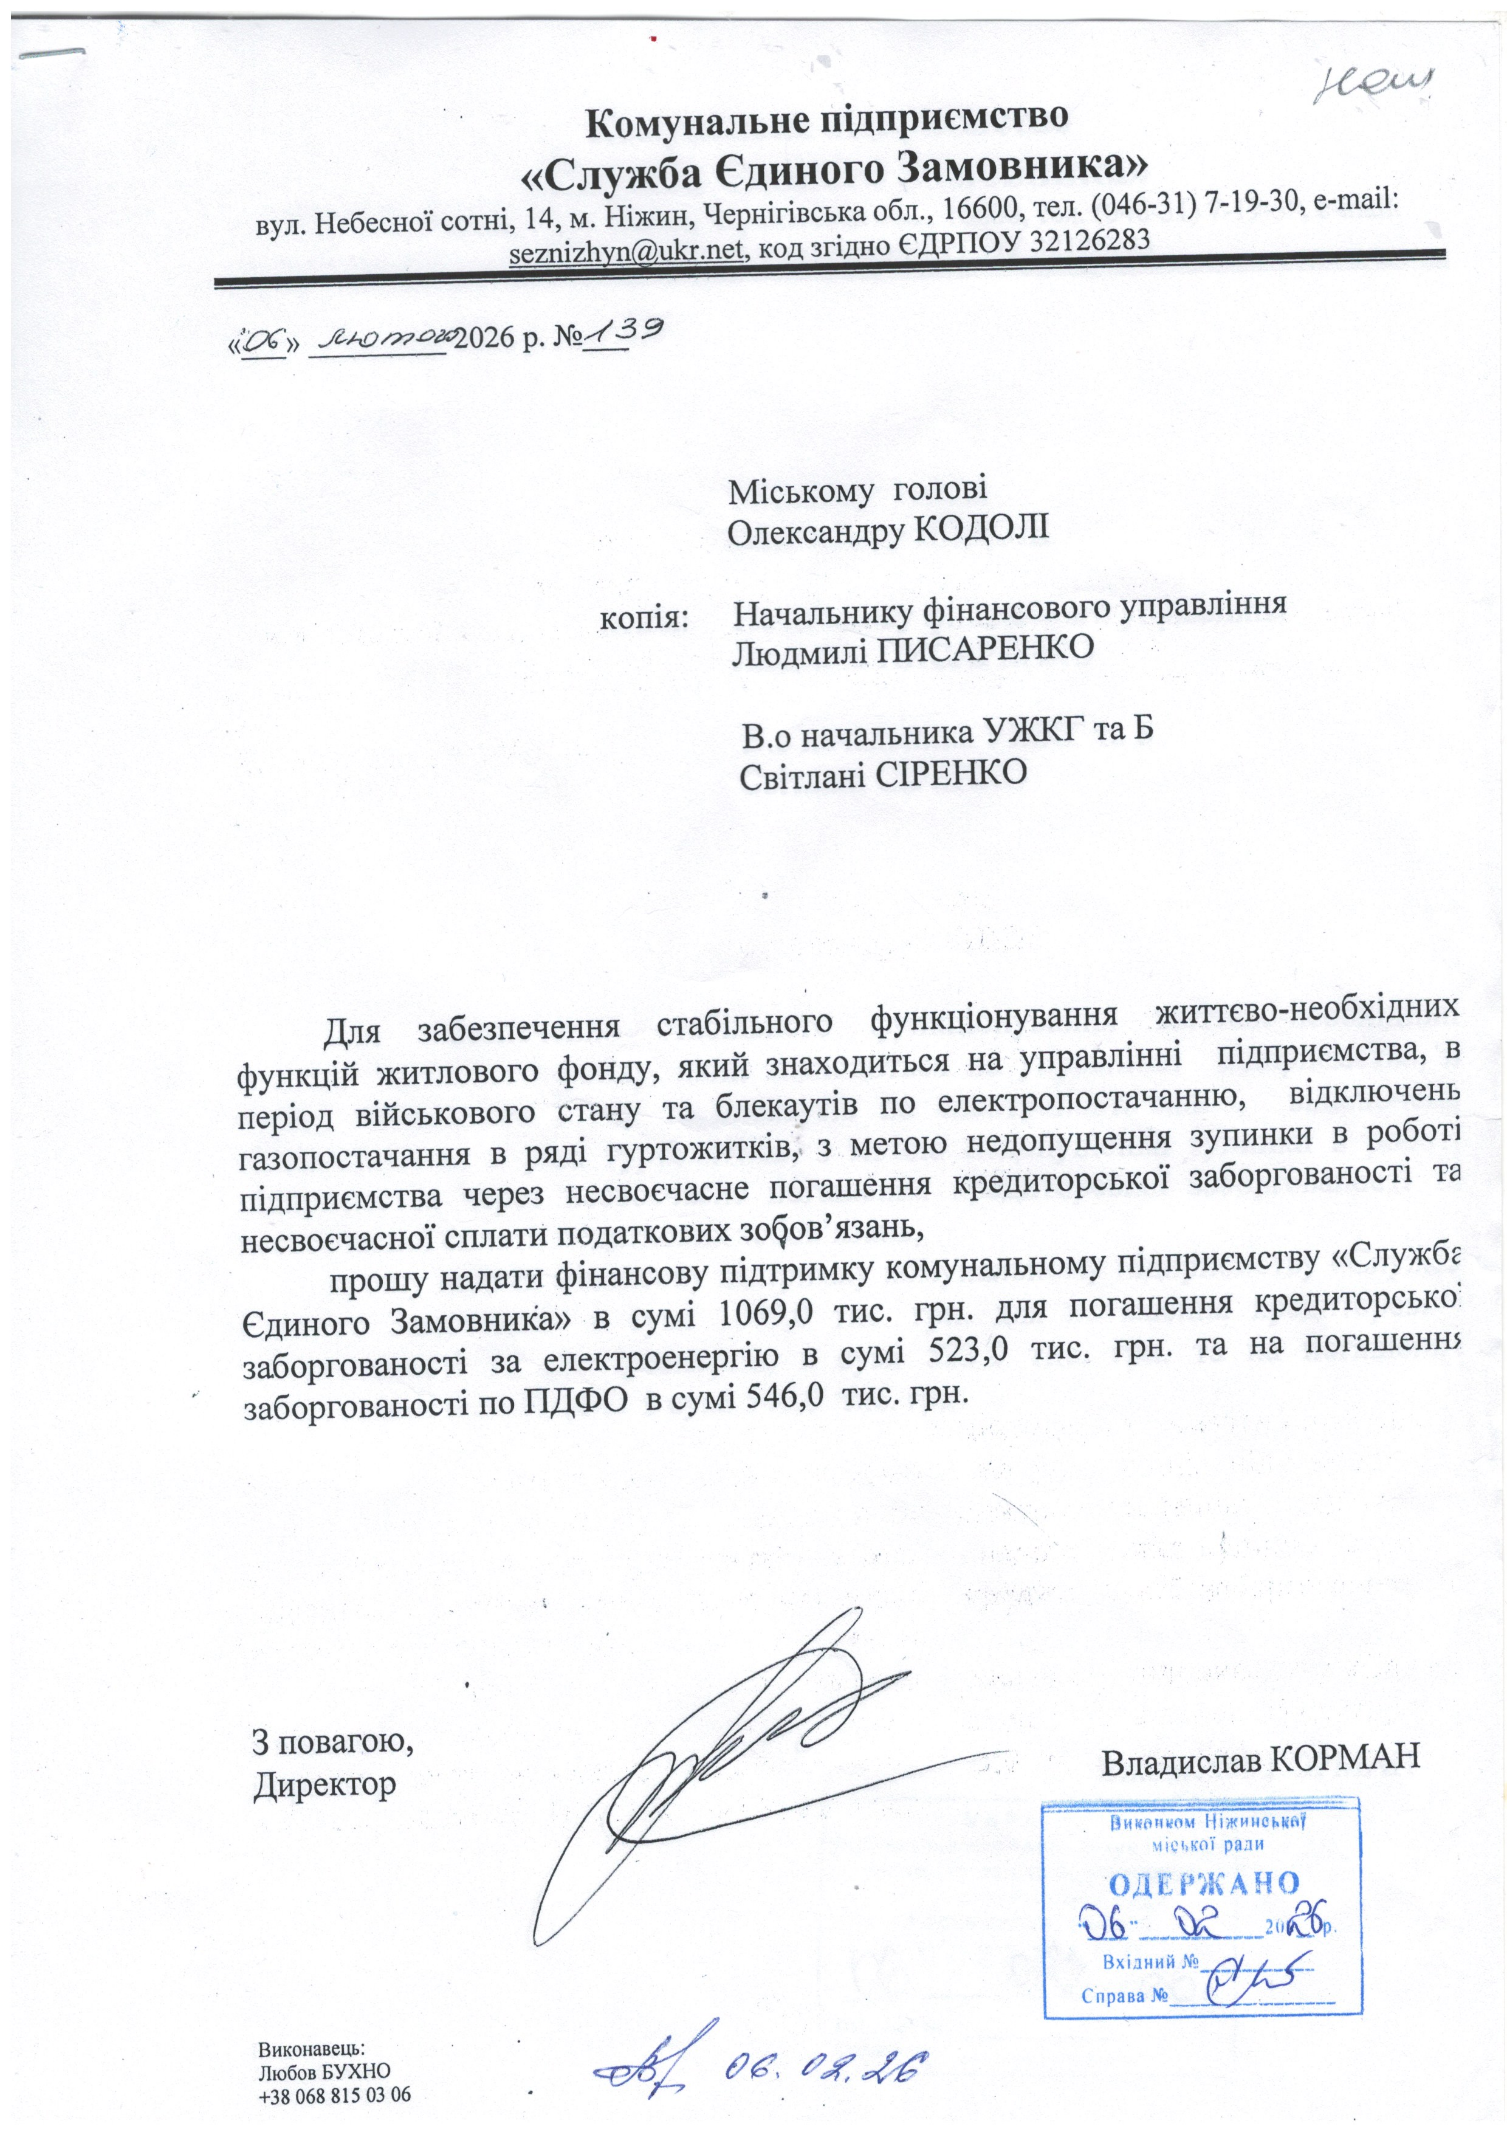 Комунальне підприємство
«Служба Єдиного Замовника»
вул. Небесної сотні, 14, м. Ніжин, Чернігівська обл., 16600, тел. (046-31) 7-19-30, e-mail:
seznizhyn@ukr.net, код згідно ЄДРПОУ 32126283
«06» лютого 2026 р. №139
Міському голові
Олександру КОДОЛІ
копія: Начальнику фінансового управління
Людмилі ПИСАРЕНКО
В.о начальника УЖКГ та Б
Світлані СІРЕНКО
Для забезпечення стабільного функціонування життєво-необхідних
функцій житлового фонду, який знаходиться на управлінні підприємства, в
період військового стану та блекаутів по електропостачанню, відключень
газопостачання в ряді гуртожитків, з метою недопущення зупинки в роботі
підприємства через несвоєчасне погашення кредиторської заборгованості та
несвоєчасної сплати податкових зобов’язань,
прошу надати фінансову підтримку комунальному підприємству «Служба
Єдиного Замовника» в сумі 1069,0 тис. грн. для погашення кредиторської
заборгованості за електроенергію в сумі 523,0 тис. грн. та на погашення
заборгованості по ПДФО в сумі 546,0 тис. грн.
З повагою,
Директор
Владислав КОРМАН
Виконком Ніжинської
міської ради
ОДЕРЖАНО
"06" 02 2026 р.
Вхідний №
Справа №
Виконавець:
Любов БУХНО
+38 068 815 03 06
06.02.26